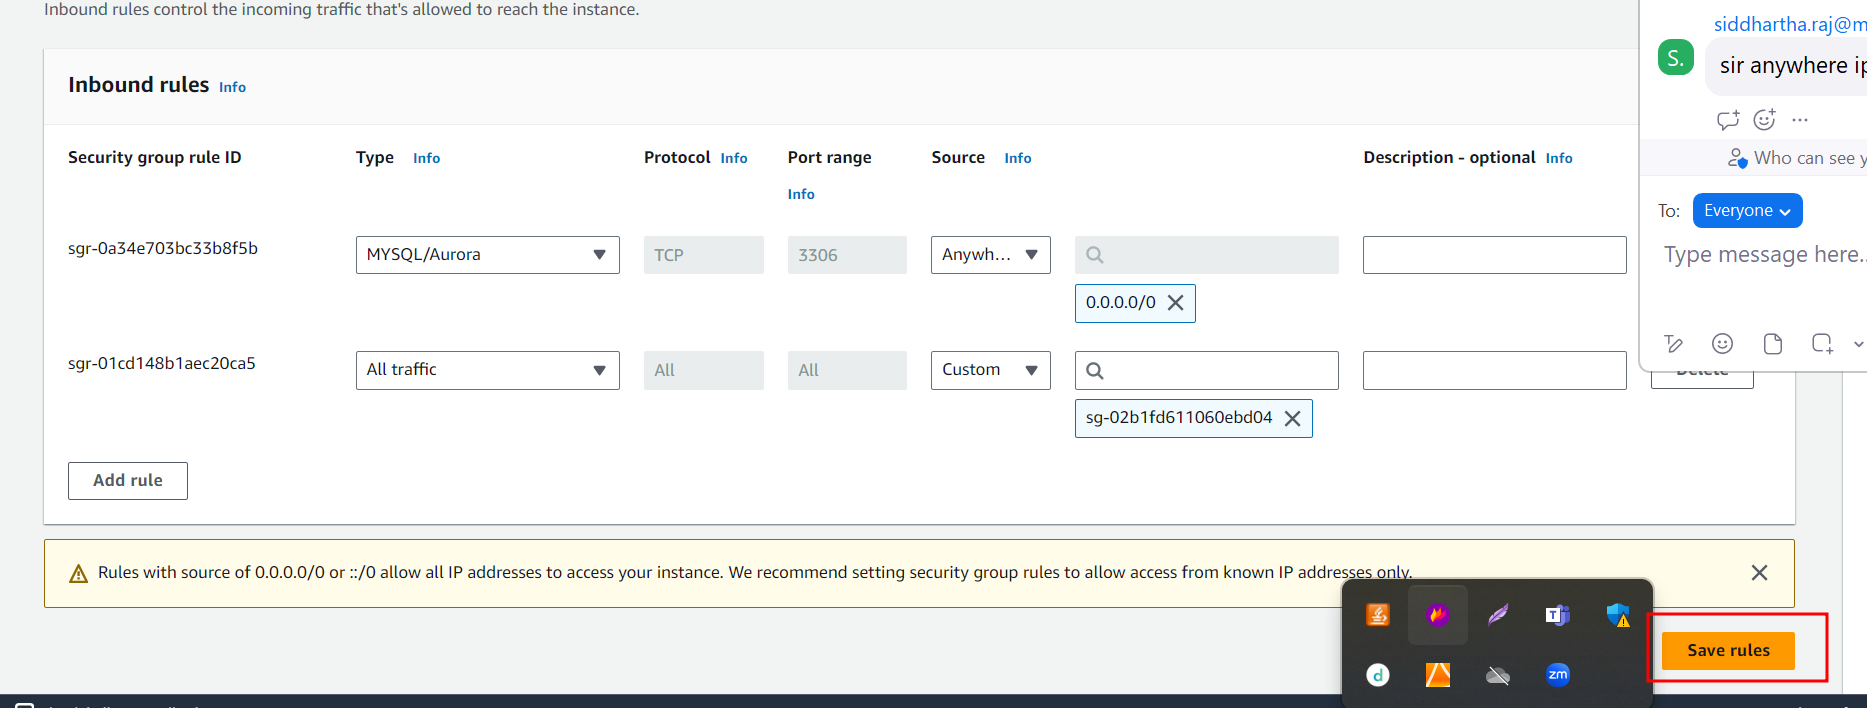 Inbound rules control the incoming traffic that's allowed to reach the instance.
Inbound rules Info
Security group rule ID Type Info Protocol Info Port range Info Source Info Description - optional Info
sgr-0a34e703bc33b8f5b MYSQL/Aurora TCP 3306 Anywh...
0.0.0.0/0
sgr-01cd148b1aec20ca5 All traffic All All Custom
sg-02b1fd611060ebd04
Add rule
Rules with source of 0.0.0.0/0 or ::/0 allow all IP addresses to access your instance. We recommend setting security group rules to allow access from known IP addresses only.
Save rules
siddhartha.raj@m
S.
sir anywhere ip
Who can see y
To: Everyone
Type message here..
Delete
T
d
zm